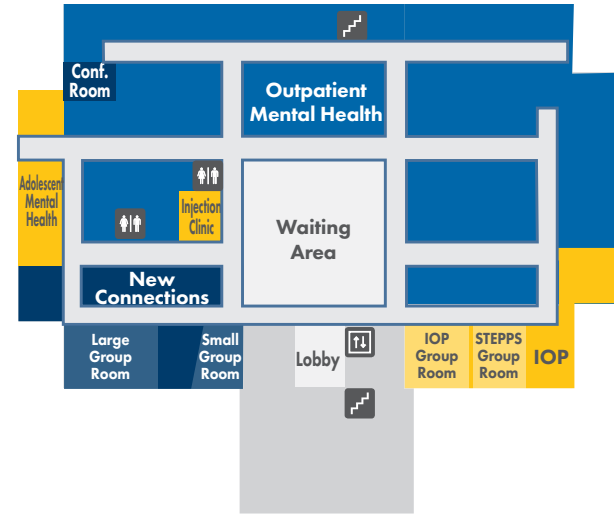 Conf.
Room
Outpatient
Mental Health
Adolescent
Mental
Health
Injection
Clinic
Waiting
Area
New
Connections
Large
Group
Room
Small
Group
Room
Lobby
IOP
Group
Room
STEPPS
Group
Room
IOP